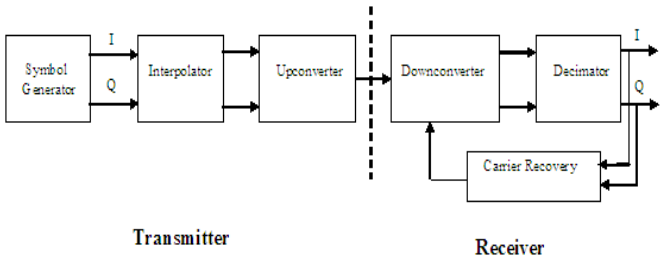 Symbol
Generator
I
Q
Interpolator
Upconverter
Downconverter
Decimator
I
Q
Carrier Recovery
Transmitter
Receiver